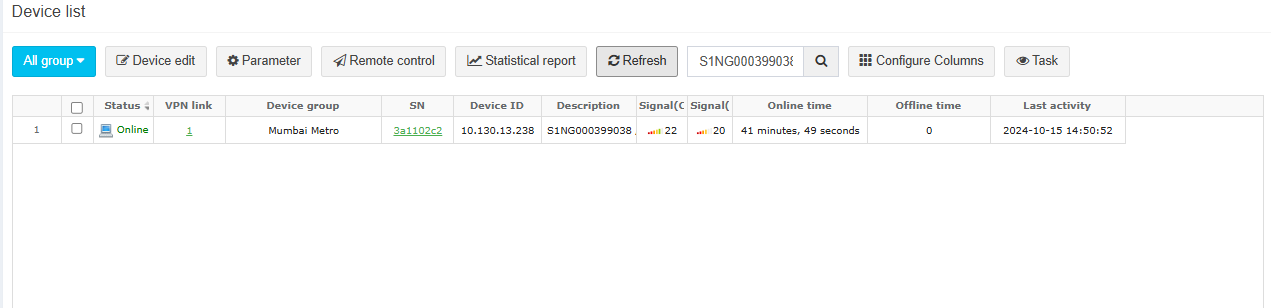 Device list
All group Device edit Parameter Remote control Statistical report Refresh S1NG000399038 Configure Columns Task
Status VPN link Device group SN Device ID Description Signal(C Signal( Online time Offline time Last activity
1 Online 1 Mumbai Metro 3a1102c2 10.130.13.238 S1NG000399038 22 20 41 minutes, 49 seconds 0 2024-10-15 14:50:52